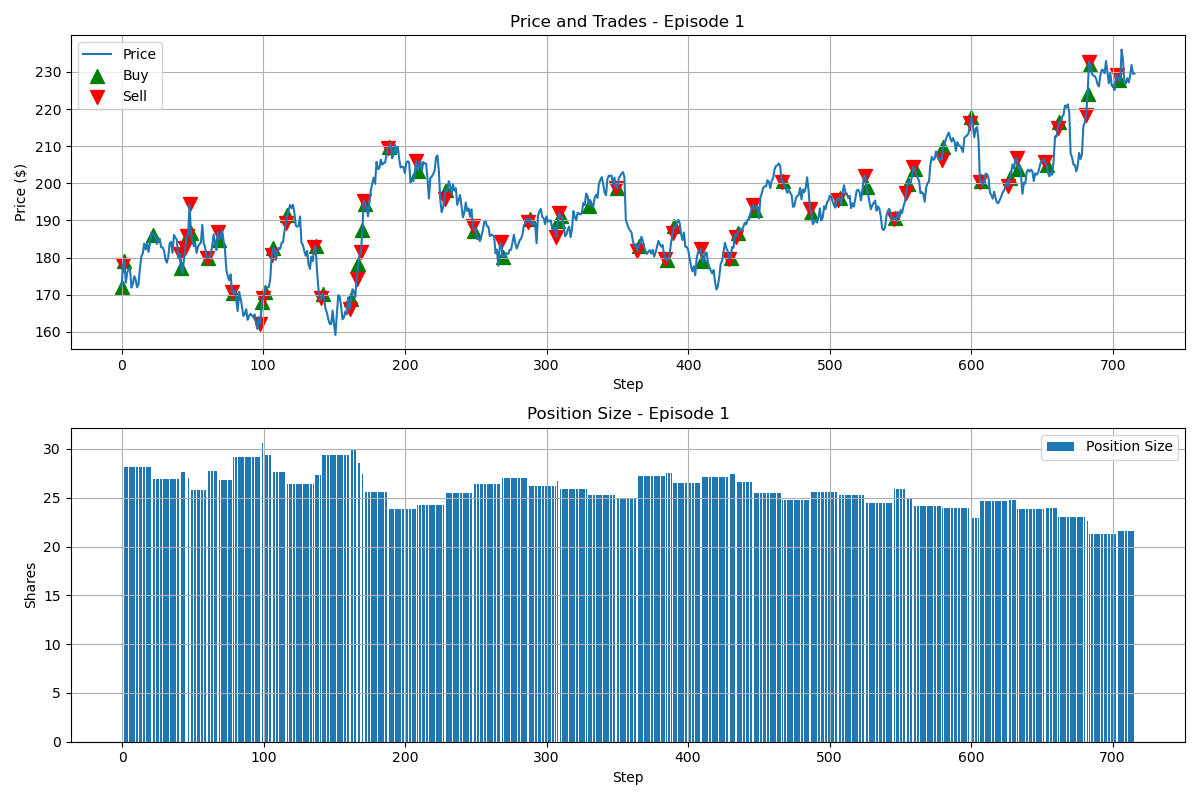 Price and Trades - Episode 1
Price
Buy
Sell
Price ($)
230
220
210
200
190
180
170
160
0 100 200 300 400 500 600 700
Step
Position Size - Episode 1
Position Size
Shares
30
25
20
15
10
5
0
0 100 200 300 400 500 600 700
Step